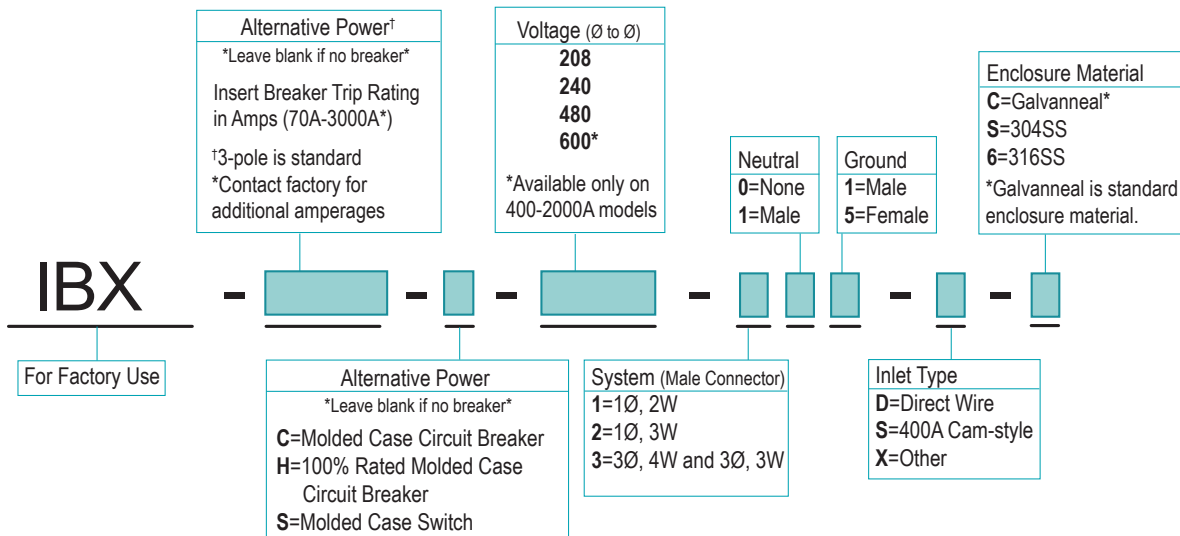 Alternative Power†
*Leave blank if no breaker*
Insert Breaker Trip Rating
in Amps (70A-3000A*)
†3-pole is standard
*Contact factory for
additional amperages
Voltage (Ø to Ø)
208
240
480
600*
*Available only on
400-2000A models
Neutral
0=None
1=Male
Ground
1=Male
5=Female
Enclosure Material
C=Galvanneal*
S=304SS
6=316SS
*Galvanneal is standard
enclosure material.
IBX - - - - - -
For Factory Use
Alternative Power
*Leave blank if no breaker*
C=Molded Case Circuit Breaker
H=100% Rated Molded Case
Circuit Breaker
S=Molded Case Switch
System (Male Connector)
1=1Ø, 2W
2=1Ø, 3W
3=3Ø, 4W and 3Ø, 3W
Inlet Type
D=Direct Wire
S=400A Cam-style
X=Other